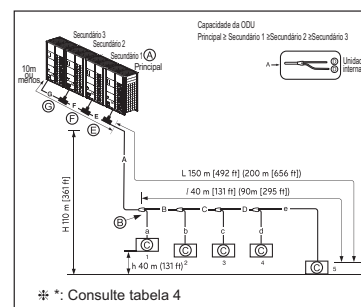 Secundário 3
Secundário 2
Secundário 1 Ⓐ
Principal
10m
ou
menos
G
F
E
Ⓖ
Ⓕ
Ⓔ
Capacidade da ODU
Principal ≥ Secundário 1 ≥Secundário 2 ≥Secundário 3
A
Ⓒ Unidad
Ⓒ interna
A
H 110 m [361 ft]
L 150 m [492 ft] (200 m [656 ft])
l 40 m [131 ft] (90m [295 ft])
Ⓑ
B C D e
a b c d
Ⓒ Ⓒ Ⓒ Ⓒ Ⓒ
1 2 3 4 5
h 40 m (131 ft)
❉ *: Consulte tabela 4